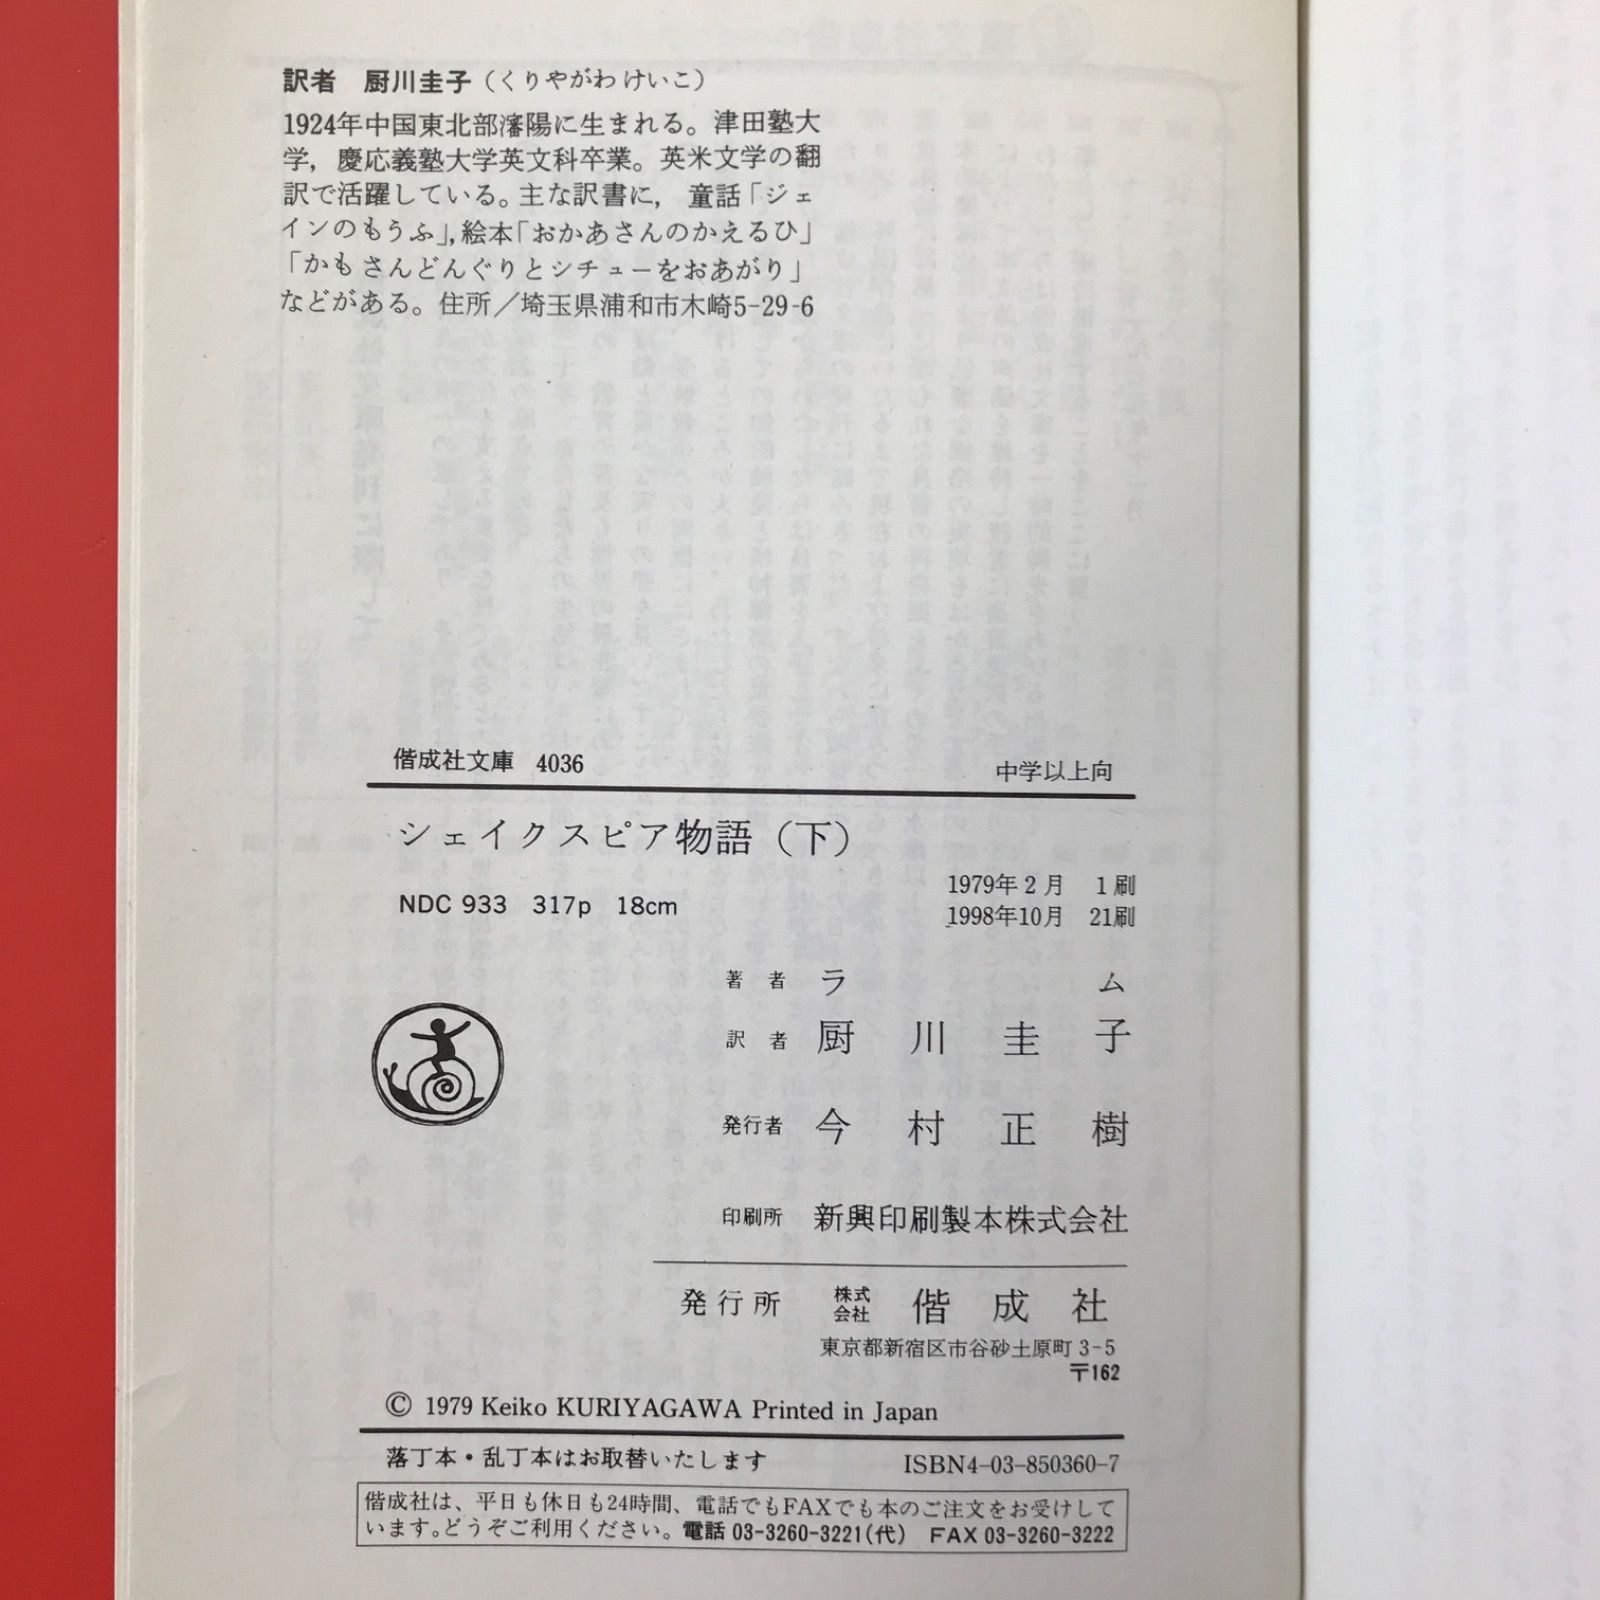 訳者　厨川圭子（くりやがわけいこ）
1924年中国東北部瀋陽に生まれる。津田塾大
学，慶応義塾大学英文科卒業。英米文学の翻
訳で活躍している。主な訳書に，童話「ジェ
インのもうふ」，絵本「おかあさんのかえるひ」
「かもさんどんぐりとシチューをおあがり」
などがある。住所／埼玉県浦和市木崎5-29-6
偕成社文庫　4036　中学以上向
シェイクスピア物語（下）
NDC 933　317p　18cm
1979年2月　1刷
1998年10月　21刷
著者　ラム
訳者　厨川圭子
発行者　今村正樹
印刷所　新興印刷製本株式会社
発行所　株式会社　偕成社
東京都新宿区市谷砂土原町3-5
〒162
© 1979 Keiko KURIYAGAWA Printed in Japan
落丁本・乱丁本はお取替いたします　ISBN4-03-850360-7
偕成社は、平日も休日も24時間、電話でもFAXでも本のご注文をお受けして
います。どうぞご利用ください。電話 03-3260-3221(代)　FAX 03-3260-3222